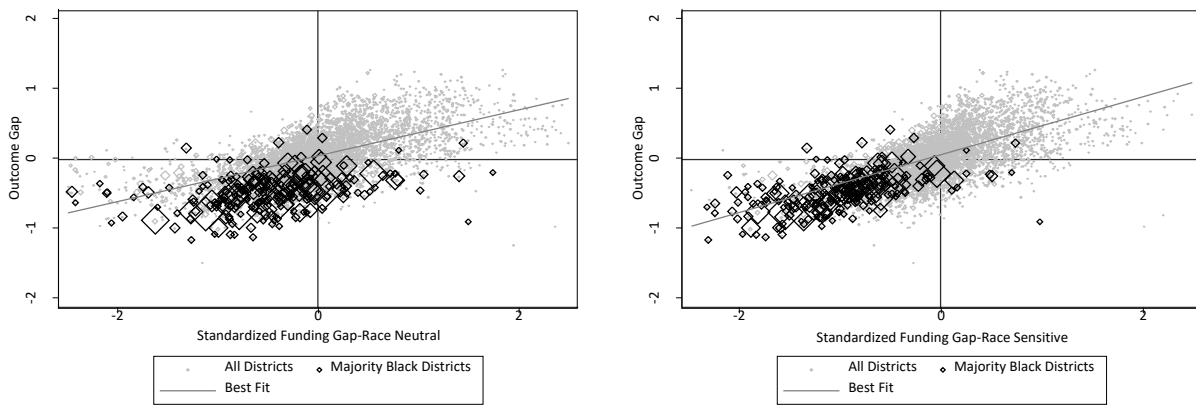 2
1
0
-1
-2
Outcome Gap
-2 0 2
Standardized Funding Gap-Race Neutral
All Districts Majority Black Districts
Best Fit
2
1
0
-1
-2
Outcome Gap
-2 0 2
Standardized Funding Gap-Race Sensitive
All Districts Majority Black Districts
Best Fit